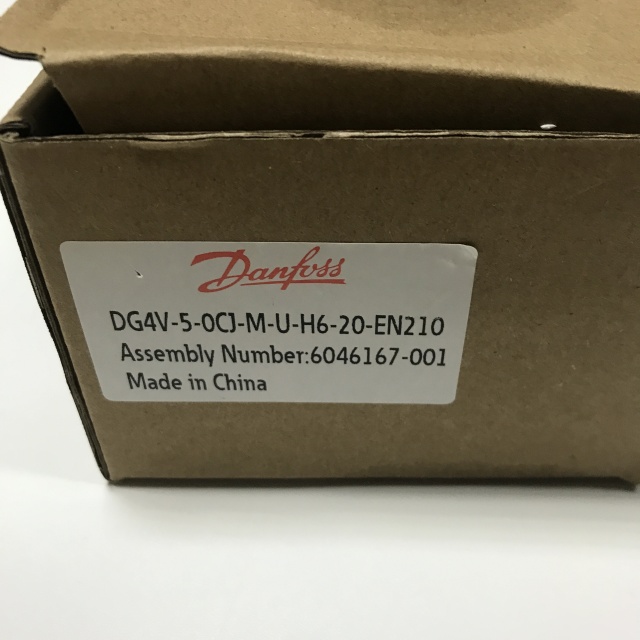 Danfoss
DG4V-5-0CJ-M-U-H6-20-EN210
Assembly Number:6046167-001
Made in China